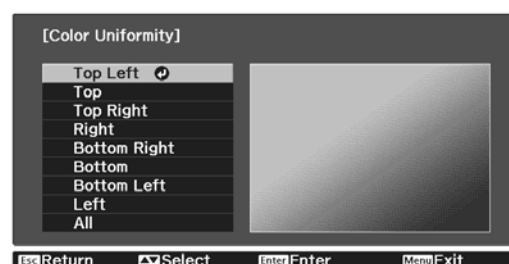 [Color Uniformity]
Top Left
Top
Top Right
Right
Bottom Right
Bottom
Bottom Left
Left
All
Esc Return Select Enter Enter Menu Exit